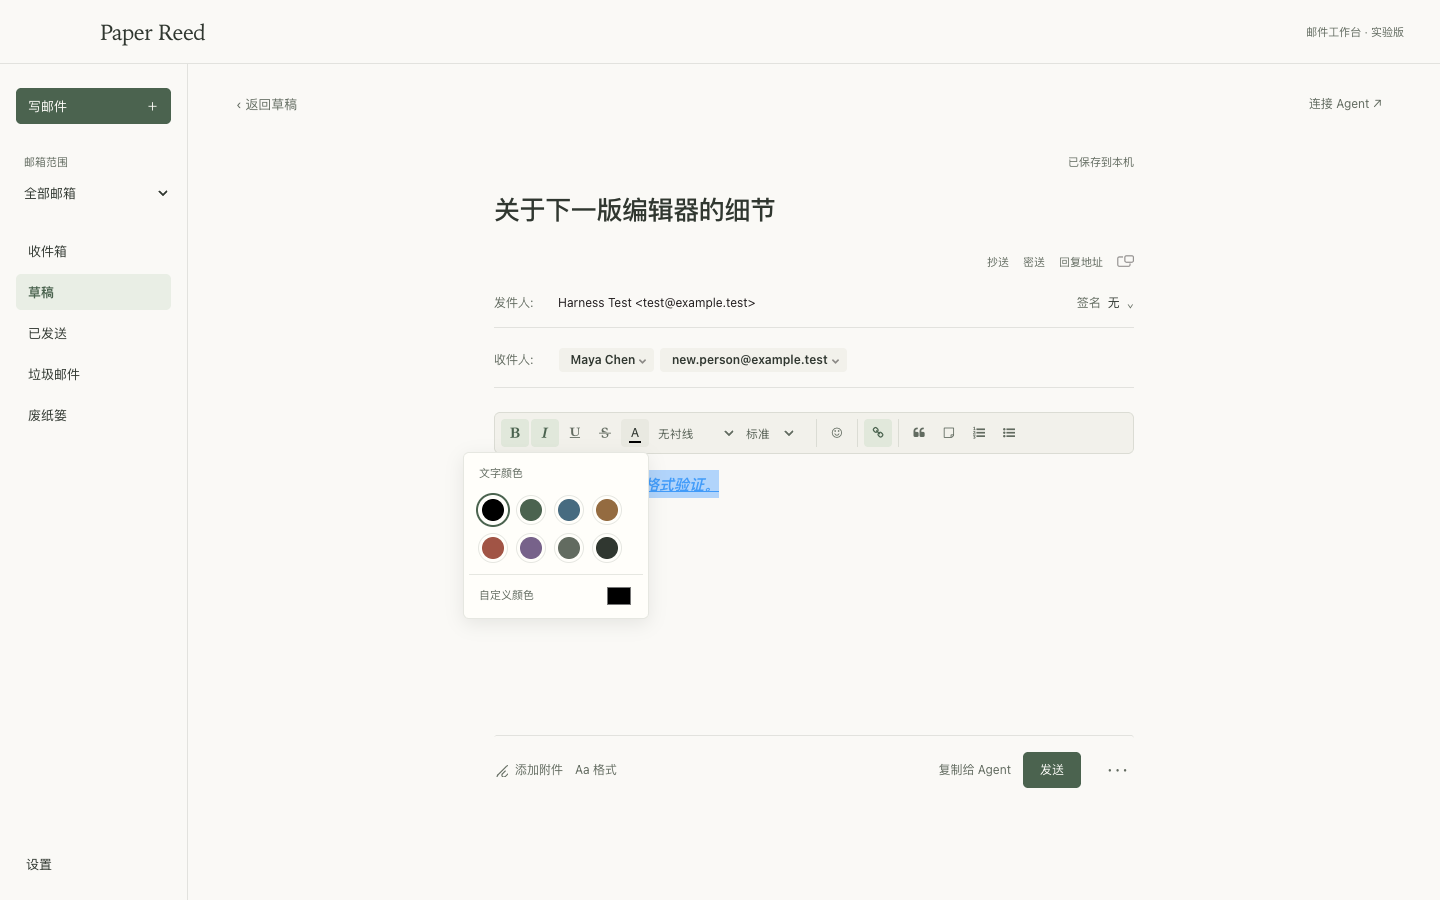 Paper Reed
邮件工作台 · 实验版
写邮件 +
‹ 返回草稿
连接 Agent ↗
邮箱范围
全部邮箱
已保存到本机
关于下一版编辑器的细节
收件箱
草稿
已发送
垃圾邮件
废纸篓
抄送 密送 回复地址
发件人: Harness Test <test@example.test> 签名 无
收件人: Maya Chen new.person@example.test
B I U S A 无衬线 标准
文字颜色
格式验证。
自定义颜色
添加附件 Aa 格式 复制给 Agent 发送 ···
设置